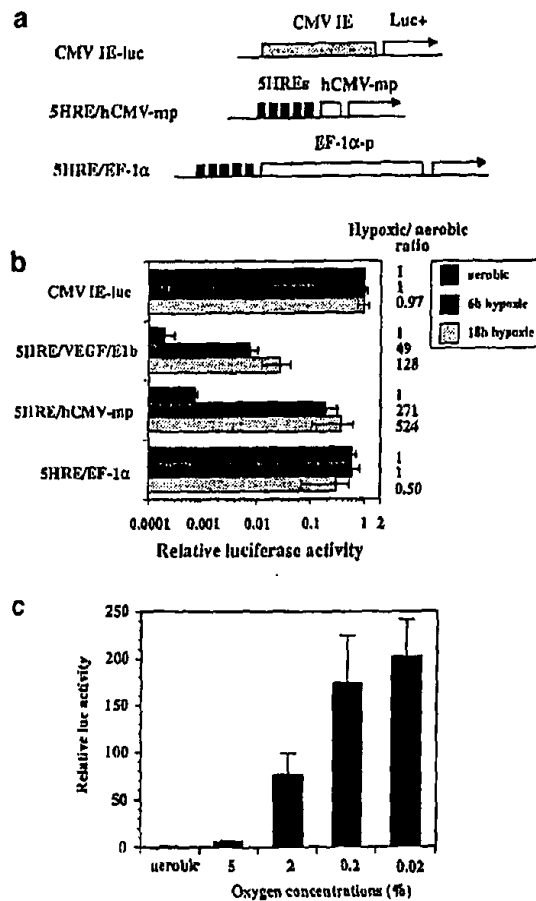 a
CMV IE Luc+
CMV IE-luc
5HREs hCMV-mp
5HRE/hCMV-mp
EF-1α-p
5HRE/EF-1α
Hypoxic/ aerobic
ratio
b
CMV IE-luc
1
1
0.97
aerobic
6h hypoxic
18h hypoxic
5HRE/VEGF/E1b
1
49
128
5HRE/hCMV-mp
1
271
524
5HRE/EF-1α
1
1
0.50
0.0001 0.001 0.01 0.1 1 2
Relative luciferase activity
c
Relative luc activity
250
200
150
100
50
0
aerobic 5 2 0.2 0.02
Oxygen concentrations (%)